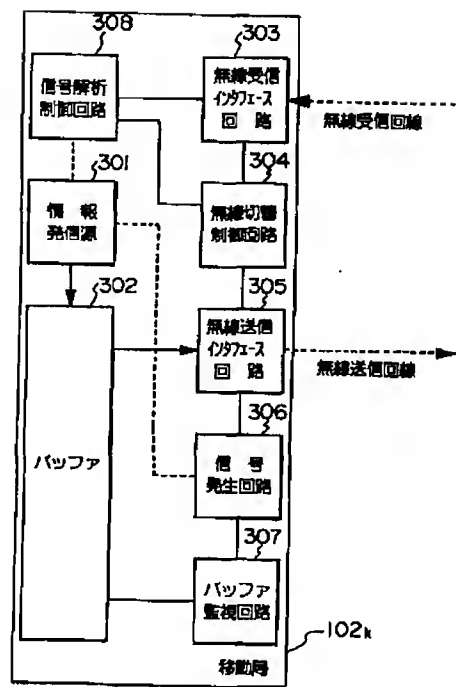 308
信号解析
制御回路
303
無線受信
インタフェース
回路
無線受信回線
301
情報
発信源
304
無線切替
制御回路
302
バッファ
305
無線送信
インタフェース
回路
無線送信回線
306
信号
発生回路
307
バッファ
監視回路
移動局
102k